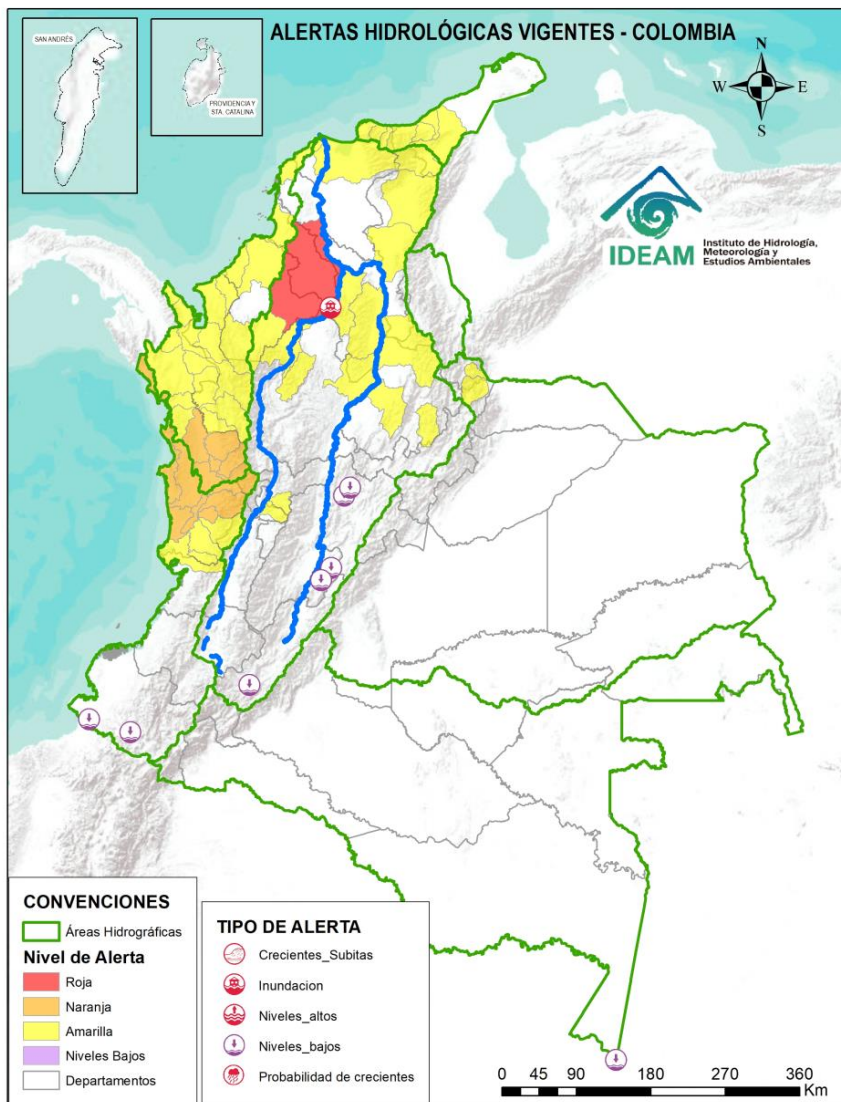 ALERTAS HIDROLÓGICAS VIGENTES - COLOMBIA
SAN ANDRÉS
PROVIDENCIA Y
STA. CATALINA
N
W
E
S
IDEAM
Instituto de Hidrología,
Meteorología y
Estudios Ambientales
CONVENCIONES
Áreas Hidrográficas
Nivel de Alerta
Roja
Naranja
Amarilla
Niveles Bajos
Departamentos
TIPO DE ALERTA
Crecientes_Subitas
Inundacion
Niveles_altos
Niveles_bajos
Probabilidad de crecientes
0 45 90 180 270 360
Km